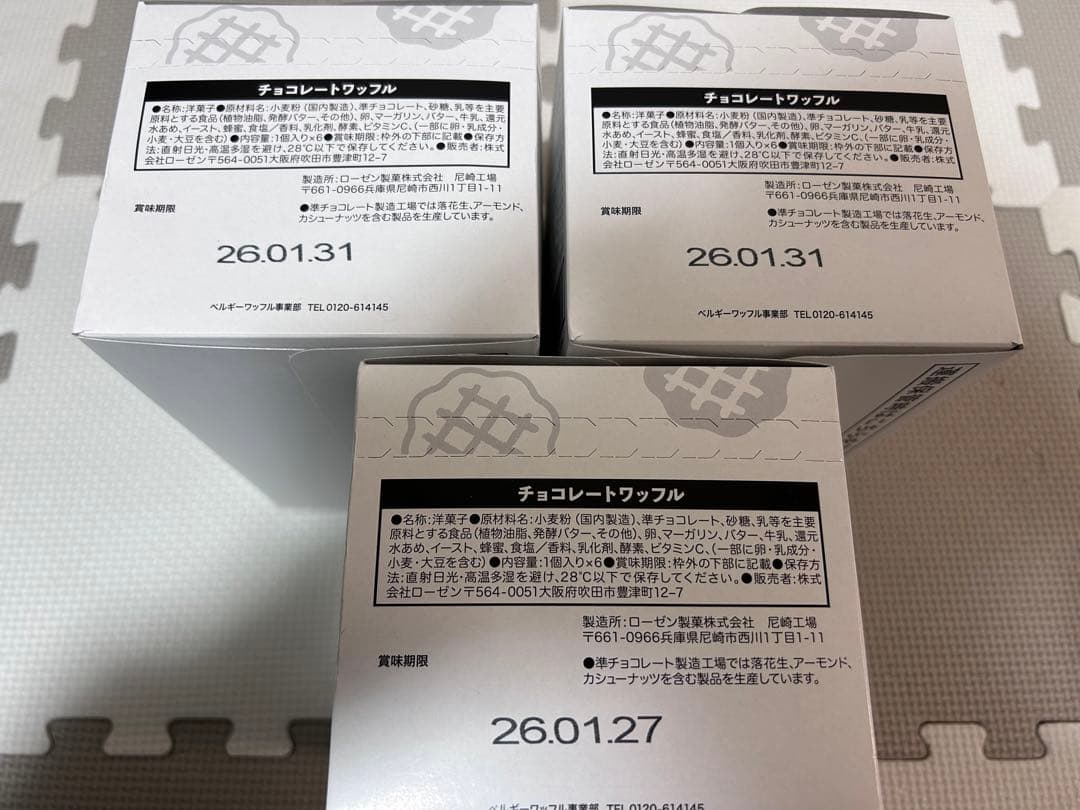 チョコレートワッフル
●名称:洋菓子●原材料名:小麦粉(国内製造)、準チョコレート、砂糖、乳等を主要
原料とする食品(植物油脂、発酵バター、その他)、卵、マーガリン、バター、牛乳、還元
水あめ、イースト、蜂蜜、食塩/香料、乳化剤、酵素、ビタミンC、(一部に卵・乳成分・
小麦・大豆を含む)●内容量:1個入り×6●賞味期限:枠外の下部に記載●保存方
法:直射日光・高温多湿を避け、28℃以下で保存してください。●販売者:株式
会社ローゼン〒564-0051大阪府吹田市豊津町12-7
製造所:ローゼン製菓株式会社 尼崎工場
〒661-0966兵庫県尼崎市西川1丁目1-11
賞味期限
●準チョコレート製造工場では落花生、アーモンド、
カシューナッツを含む製品を生産しています。
26.01.31
ベルギーワッフル事業部 TEL0120-614145
チョコレートワッフル
●名称:洋菓子●原材料名:小麦粉(国内製造)、準チョコレート、砂糖、乳等を主要
原料とする食品(植物油脂、発酵バター、その他)、卵、マーガリン、バター、牛乳、還元
水あめ、イースト、蜂蜜、食塩/香料、乳化剤、酵素、ビタミンC、(一部に卵・乳成分・
小麦・大豆を含む)●内容量:1個入り×6●賞味期限:枠外の下部に記載●保存方
法:直射日光・高温多湿を避け、28℃以下で保存してください。●販売者:株式
会社ローゼン〒564-0051大阪府吹田市豊津町12-7
製造所:ローゼン製菓株式会社 尼崎工場
〒661-0966兵庫県尼崎市西川1丁目1-11
賞味期限
●準チョコレート製造工場では落花生、アーモンド、
カシューナッツを含む製品を生産しています。
26.01.31
ベルギーワッフル事業部 TEL0120-614145
チョコレートワッフル
●名称:洋菓子●原材料名:小麦粉(国内製造)、準チョコレート、砂糖、乳等を主要
原料とする食品(植物油脂、発酵バター、その他)、卵、マーガリン、バター、牛乳、還元
水あめ、イースト、蜂蜜、食塩/香料、乳化剤、酵素、ビタミンC、(一部に卵・乳成分・
小麦・大豆を含む)●内容量:1個入り×6●賞味期限:枠外の下部に記載●保存方
法:直射日光・高温多湿を避け、28℃以下で保存してください。●販売者:株式
会社ローゼン〒564-0051大阪府吹田市豊津町12-7
製造所:ローゼン製菓株式会社 尼崎工場
〒661-0966兵庫県尼崎市西川1丁目1-11
賞味期限
●準チョコレート製造工場では落花生、アーモンド、
カシューナッツを含む製品を生産しています。
26.01.27
ベルギーワッフル事業部 TEL0120-614145